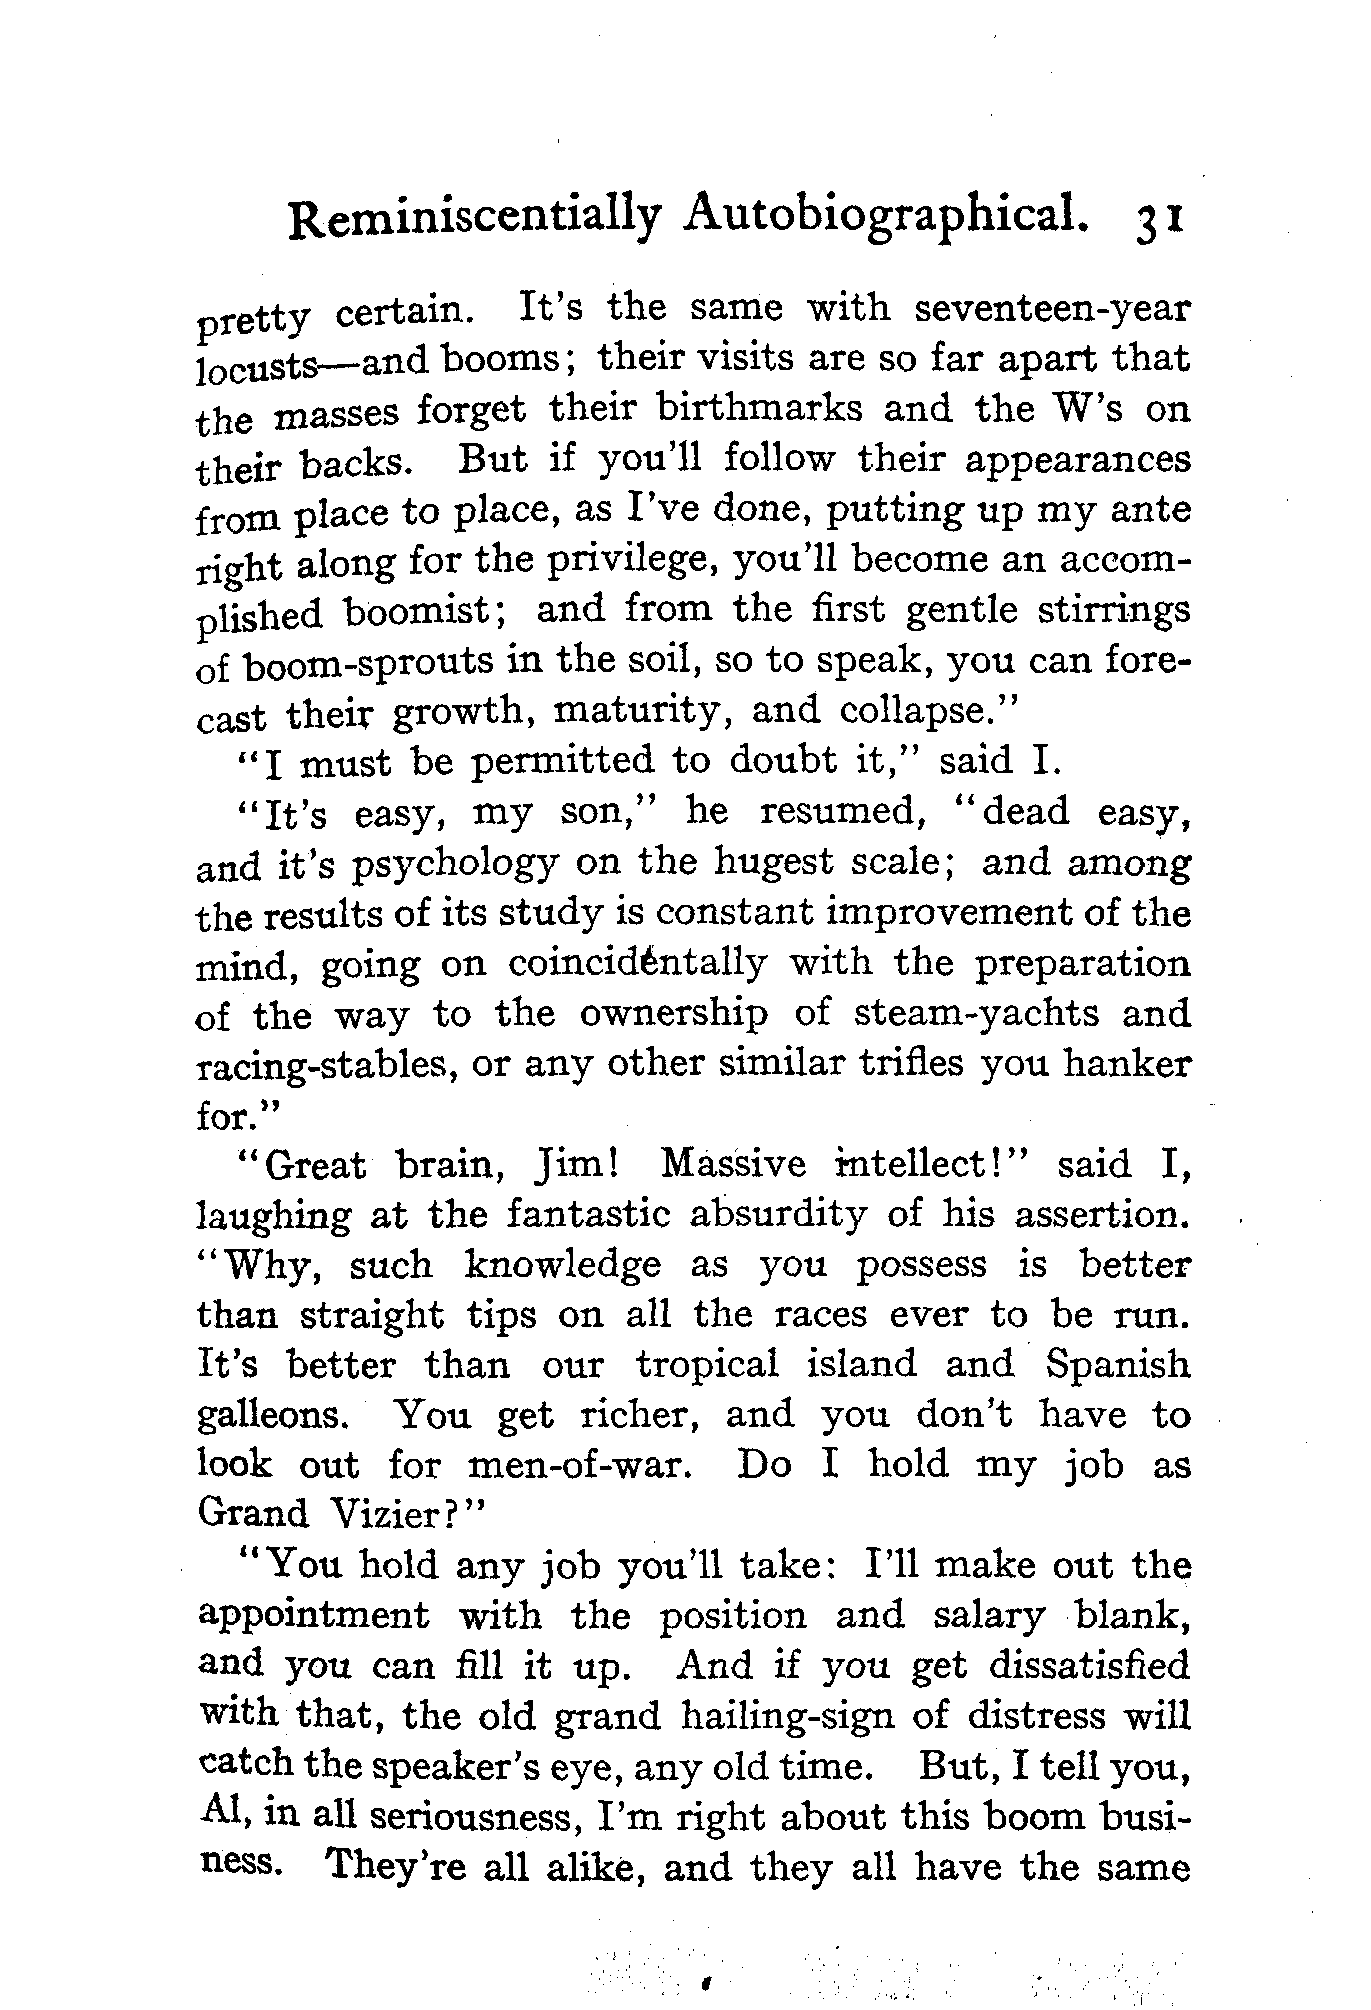 Reminiscentially Autobiographical. 31
pretty certain. It's the same with seventeen-year
locusts—and booms; their visits are so far apart that
the masses forget their birthmarks and the W's on
their backs. But if you'll follow their appearances
from place to place, as I've done, putting up my ante
right along for the privilege, you'll become an accom-
plished boomist; and from the first gentle stirrings
of boom-sprouts in the soil, so to speak, you can fore-
cast their growth, maturity, and collapse."
"I must be permitted to doubt it," said I.
"It's easy, my son," he resumed, "dead easy,
and it's psychology on the hugest scale; and among
the results of its study is constant improvement of the
mind, going on coincidentally with the preparation
of the way to the ownership of steam-yachts and
racing-stables, or any other similar trifles you hanker
for."
"Great brain, Jim! Massive intellect!" said I,
laughing at the fantastic absurdity of his assertion.
"Why, such knowledge as you possess is better
than straight tips on all the races ever to be run.
It's better than our tropical island and Spanish
galleons. You get richer, and you don't have to
look out for men-of-war. Do I hold my job as
Grand Vizier?"
"You hold any job you'll take: I'll make out the
appointment with the position and salary blank,
and you can fill it up. And if you get dissatisfied
with that, the old grand hailing-sign of distress will
catch the speaker's eye, any old time. But, I tell you,
Al, in all seriousness, I'm right about this boom busi-
ness. They're all alike, and they all have the same